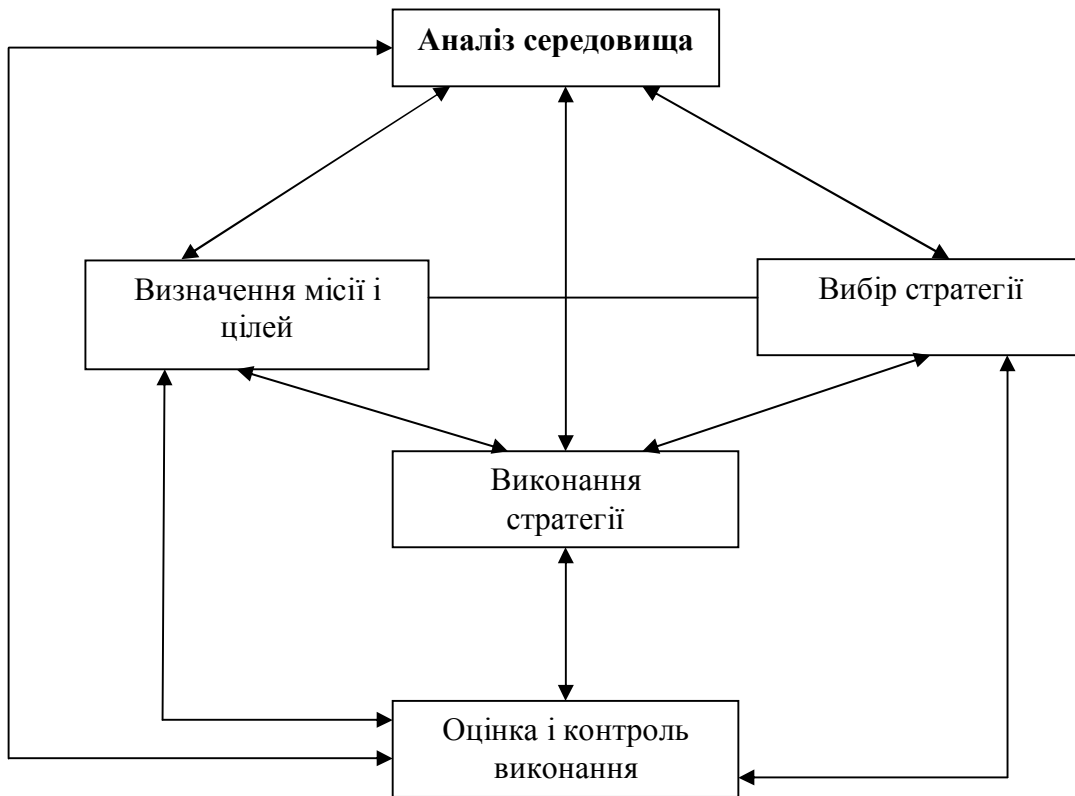 Аналіз середовища
Визначення місії і
цілей
Вибір стратегії
Виконання
стратегії
Оцінка і контроль
виконання